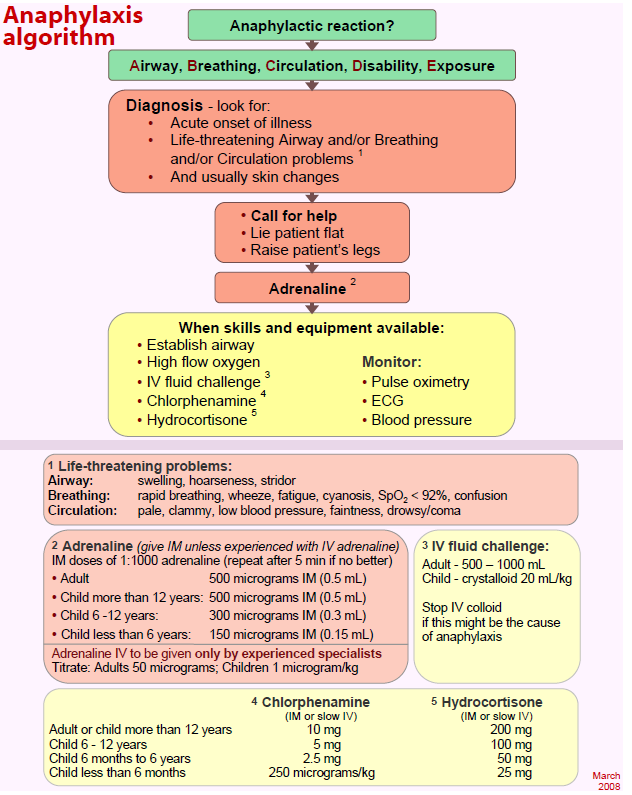 Anaphylaxis
algorithm
Anaphylactic reaction?
Airway, Breathing, Circulation, Disability, Exposure
Diagnosis - look for:
• Acute onset of illness
• Life-threatening Airway and/or Breathing
and/or Circulation problems 1
• And usually skin changes
• Call for help
• Lie patient flat
• Raise patient's legs
Adrenaline 2
When skills and equipment available:
• Establish airway
• High flow oxygen
• IV fluid challenge 3
• Chlorphenamine 4
• Hydrocortisone 5
Monitor:
• Pulse oximetry
• ECG
• Blood pressure
1 Life-threatening problems:
Airway: swelling, hoarseness, stridor
Breathing: rapid breathing, wheeze, fatigue, cyanosis, SpO2 < 92%, confusion
Circulation: pale, clammy, low blood pressure, faintness, drowsy/coma
2 Adrenaline (give IM unless experienced with IV adrenaline)
IM doses of 1:1000 adrenaline (repeat after 5 min if no better)
• Adult 500 micrograms IM (0.5 mL)
• Child more than 12 years: 500 micrograms IM (0.5 mL)
• Child 6 -12 years: 300 micrograms IM (0.3 mL)
• Child less than 6 years: 150 micrograms IM (0.15 mL)
Adrenaline IV to be given only by experienced specialists
Titrate: Adults 50 micrograms; Children 1 microgram/kg
3 IV fluid challenge:
Adult - 500 – 1000 mL
Child - crystalloid 20 mL/kg
Stop IV colloid
if this might be the cause
of anaphylaxis
4 Chlorphenamine 5 Hydrocortisone
(IM or slow IV) (IM or slow IV)
Adult or child more than 12 years 10 mg 200 mg
Child 6 - 12 years 5 mg 100 mg
Child 6 months to 6 years 2.5 mg 50 mg
Child less than 6 months 250 micrograms/kg 25 mg
March
2008